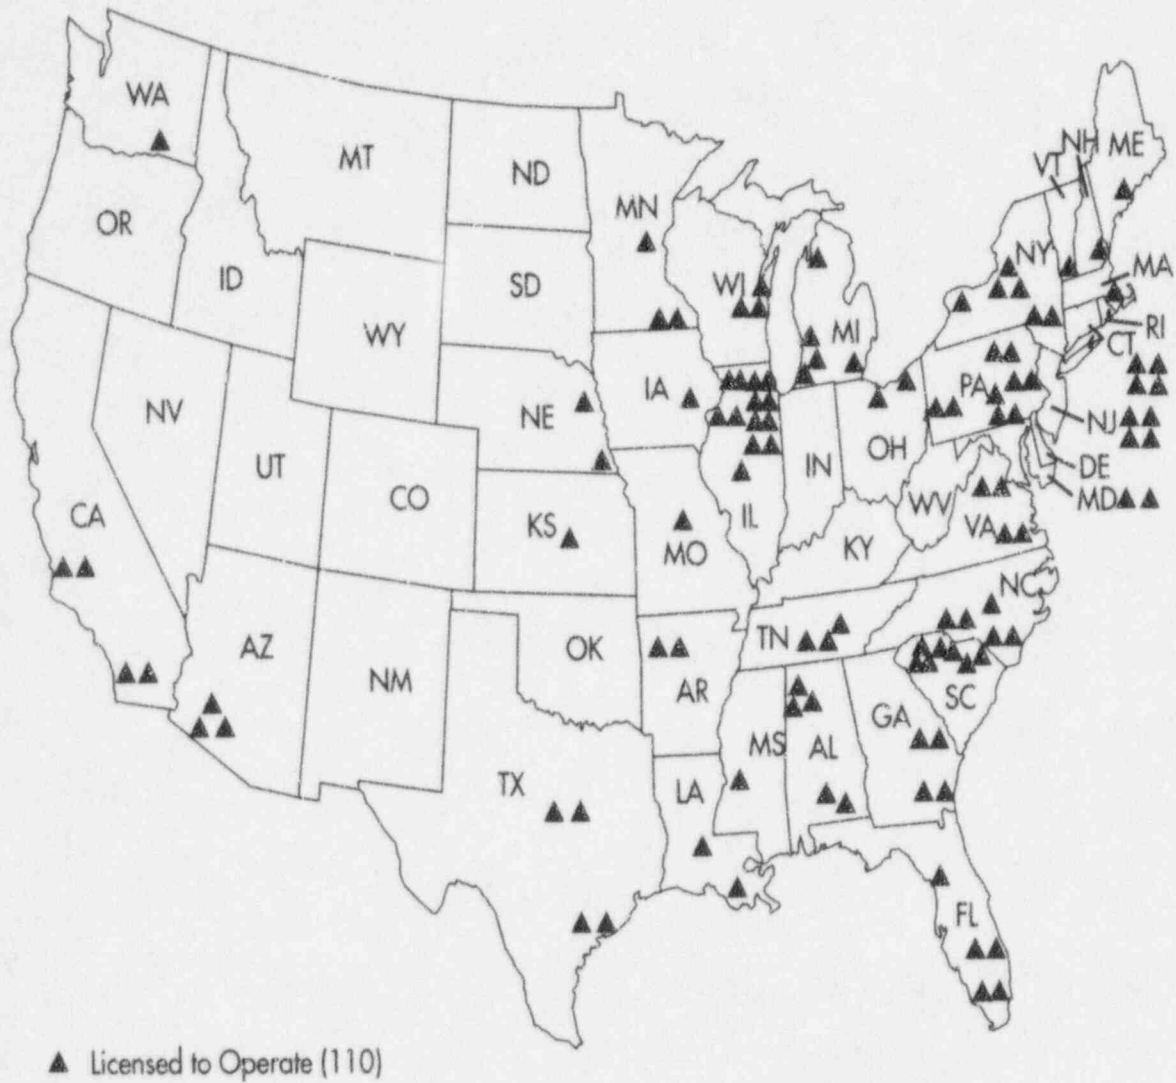 WA
MT
ND
MN
VT
NH
ME
OR
ID
SD
WI
NY
MA
WY
MI
RI
CT
NV
NE
IA
PA
NJ
UT
CO
IL
IN
OH
DE
WV
MD
CA
KS
MO
KY
VA
AZ
NM
OK
TN
NC
AR
SC
TX
LA
MS
AL
GA
FL
Licensed to Operate (110)